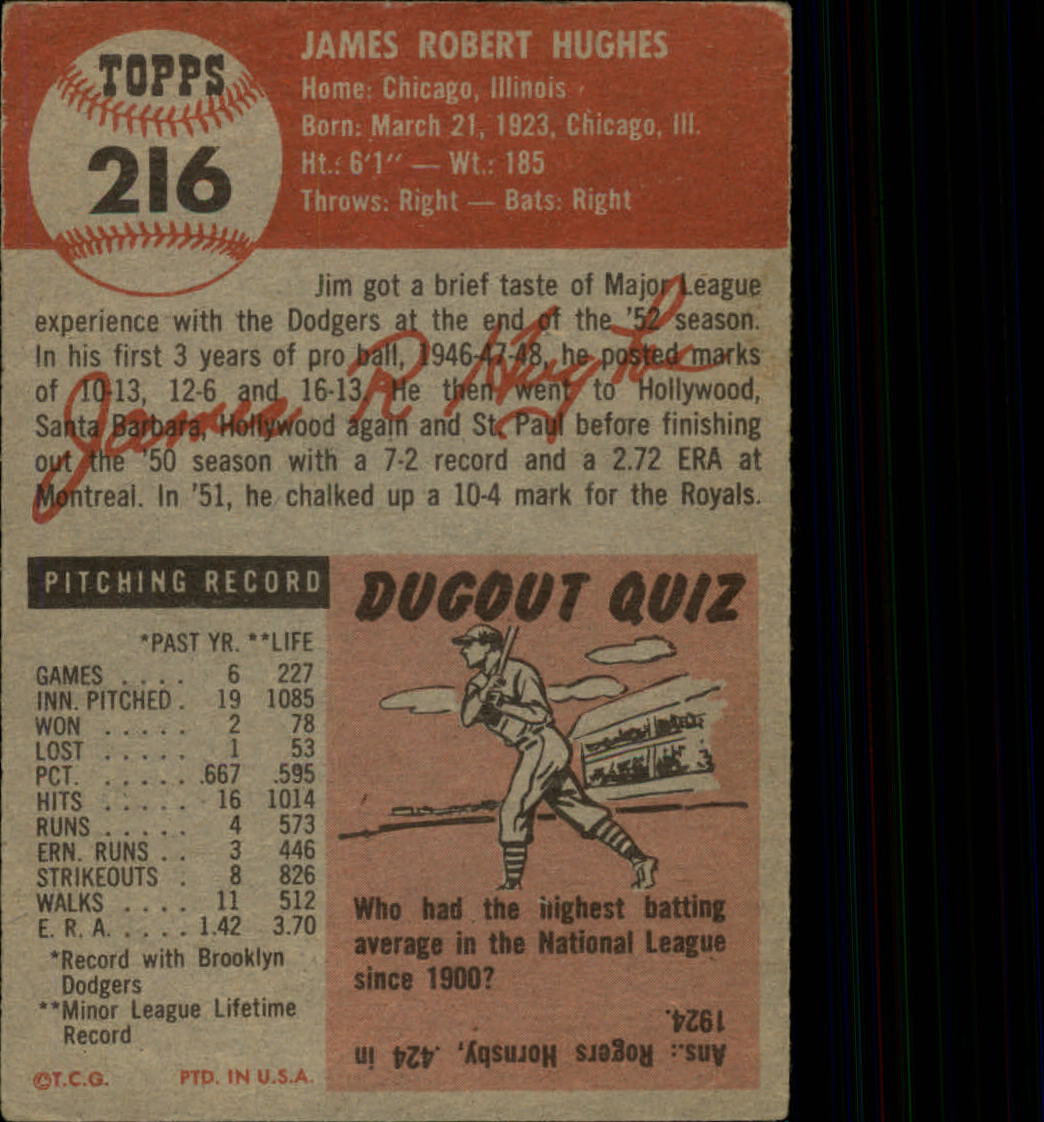 TOPPS
216
JAMES ROBERT HUGHES
Home: Chicago, Illinois
Born: March 21, 1923, Chicago, Ill.
Ht.: 6'1" — Wt.: 185
Throws: Right — Bats: Right
Jim got a brief taste of Major League
experience with the Dodgers at the end of the '52 season.
In his first 3 years of pro ball, 1946-47-48, he posted marks
of 10-13, 12-6 and 16-13. He then went to Hollywood,
Santa Barbara, Hollywood again and St. Paul before finishing
out the '50 season with a 7-2 record and a 2.72 ERA at
Montreal. In '51, he chalked up a 10-4 mark for the Royals.
James R Hughes
PITCHING RECORD
*PAST YR. **LIFE
GAMES . . . . 6 227
INN. PITCHED . 19 1085
WON . . . . . 2 78
LOST . . . . . 1 53
PCT. . . . . . . .667 .595
HITS . . . . . 16 1014
RUNS . . . . . 4 573
ERN. RUNS . . 3 446
STRIKEOUTS . 8 826
WALKS . . . . 11 512
E. R. A. . . . . 1.42 3.70
*Record with Brooklyn
Dodgers
**Minor League Lifetime
Record
©T.C.G. PTD. IN U.S.A.
DUGOUT QUIZ
Who had the highest batting
average in the National League
since 1900?
Ans.: Rogers Hornsby, .424 in
1924.